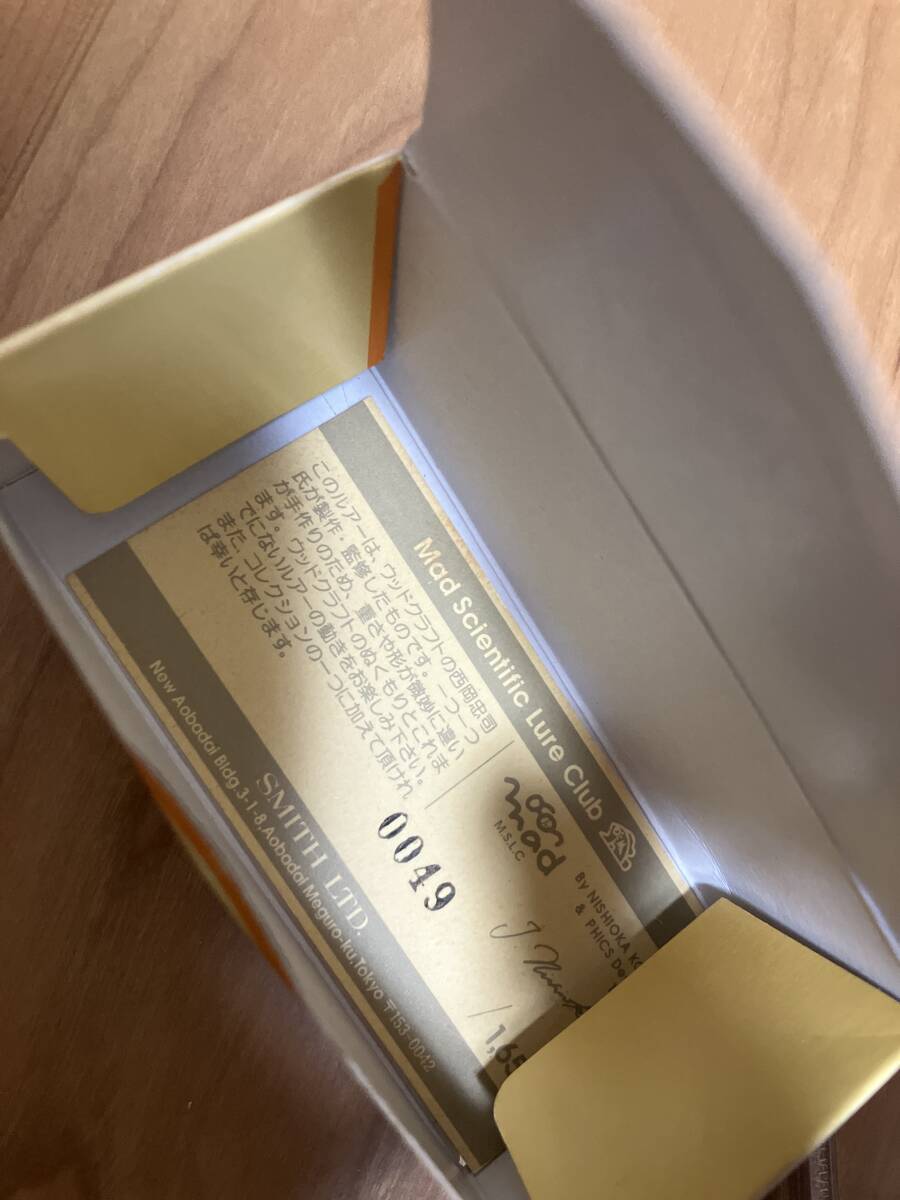 Mad Scientific Lure Club
このルアーは、ウッドクラフトの西岡忠司
氏が製作・監修したものです。一つ一つ
が手作りのため、重さや形が微妙に違い
ます。ウッドクラフトのぬくもりとこれま
でにないルアーの動きをお楽しみ下さい。
また、コレクションの一つに加えて頂けれ
ば幸いと存じます。
mad
M.S.L.C
By NISHIOKA
& PHICS
0049
/1,65
SMITH LTD.
New Aobadai Bldg.3-1-8,Aobadai Meguro-ku,Tokyo 〒153-0042